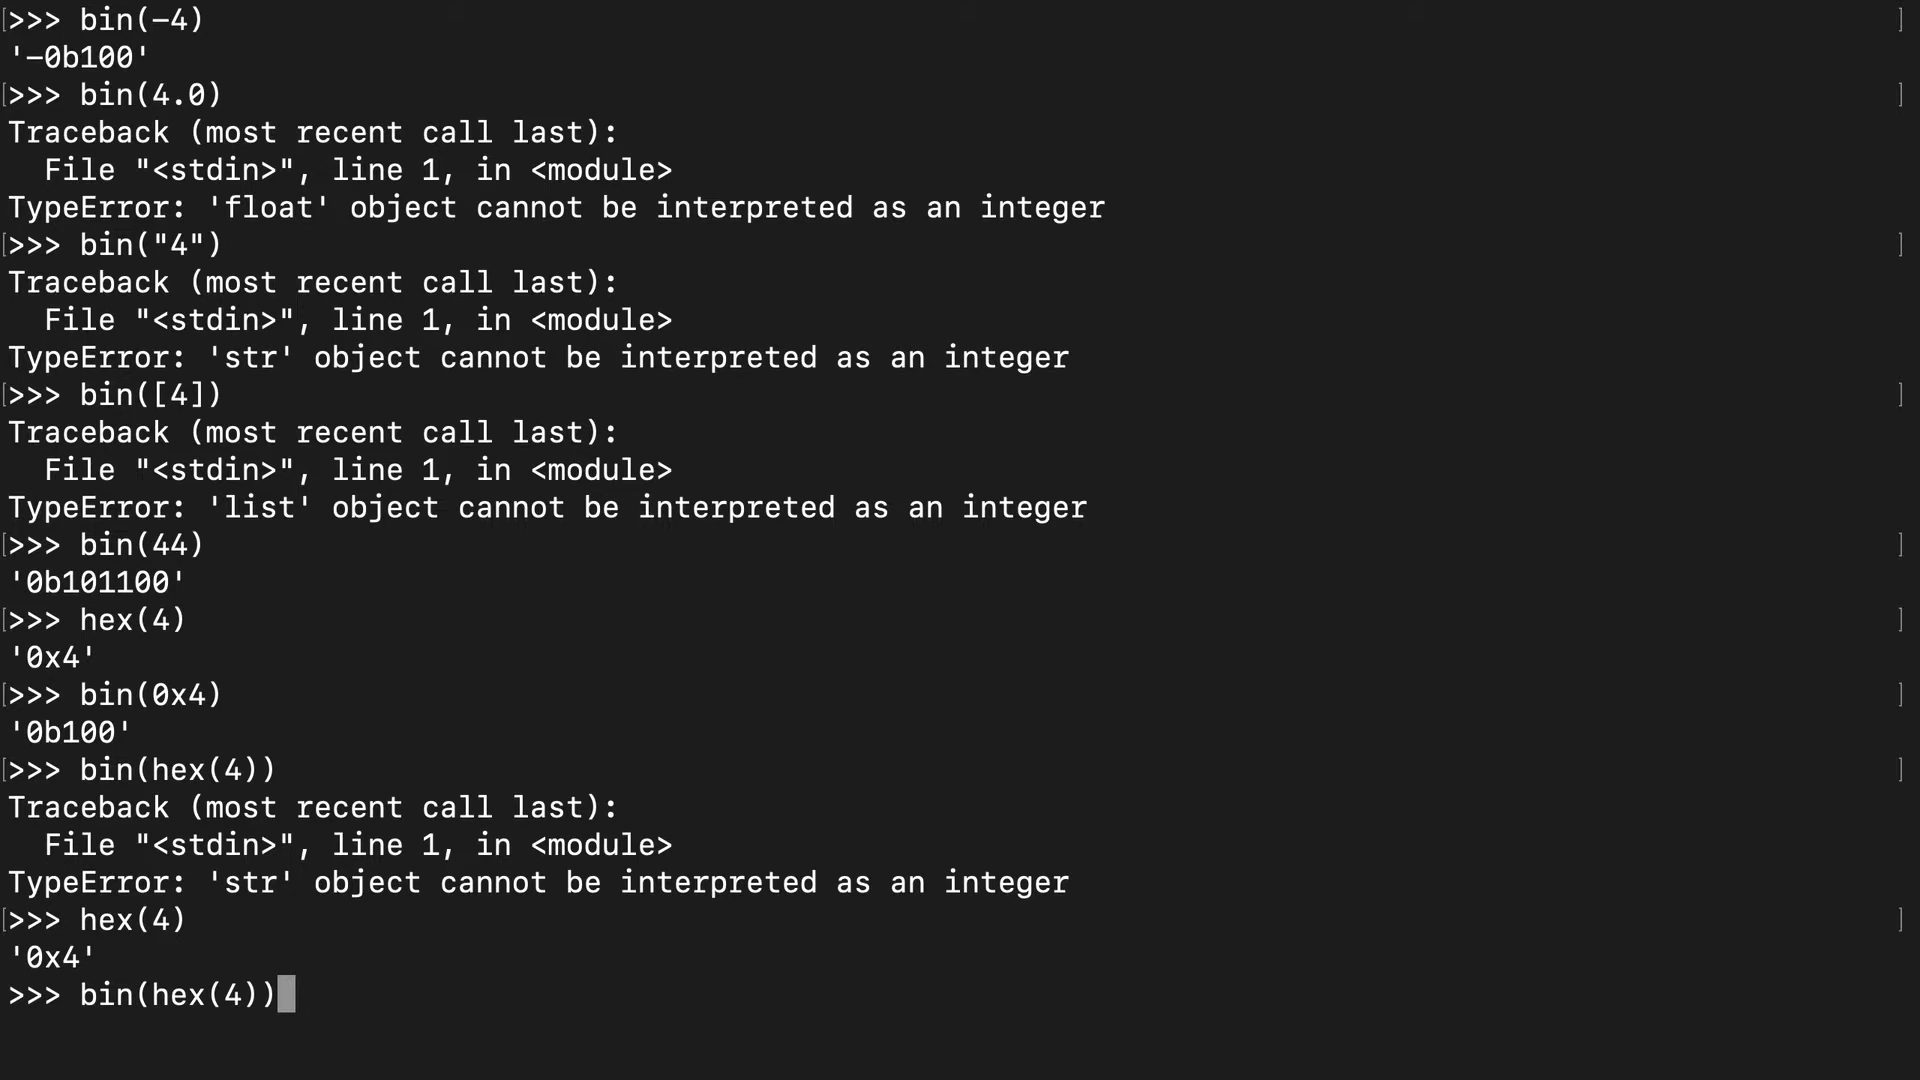 [>>> bin(-4) ]
'-0b100'
[>>> bin(4.0) ]
Traceback (most recent call last):
  File "<stdin>", line 1, in <module>
TypeError: 'float' object cannot be interpreted as an integer
[>>> bin("4") ]
Traceback (most recent call last):
  File "<stdin>", line 1, in <module>
TypeError: 'str' object cannot be interpreted as an integer
[>>> bin([4]) ]
Traceback (most recent call last):
  File "<stdin>", line 1, in <module>
TypeError: 'list' object cannot be interpreted as an integer
[>>> bin(44) ]
'0b101100'
[>>> hex(4) ]
'0x4'
[>>> bin(0x4) ]
'0b100'
[>>> bin(hex(4)) ]
Traceback (most recent call last):
  File "<stdin>", line 1, in <module>
TypeError: 'str' object cannot be interpreted as an integer
[>>> hex(4) ]
'0x4'
>>> bin(hex(4))